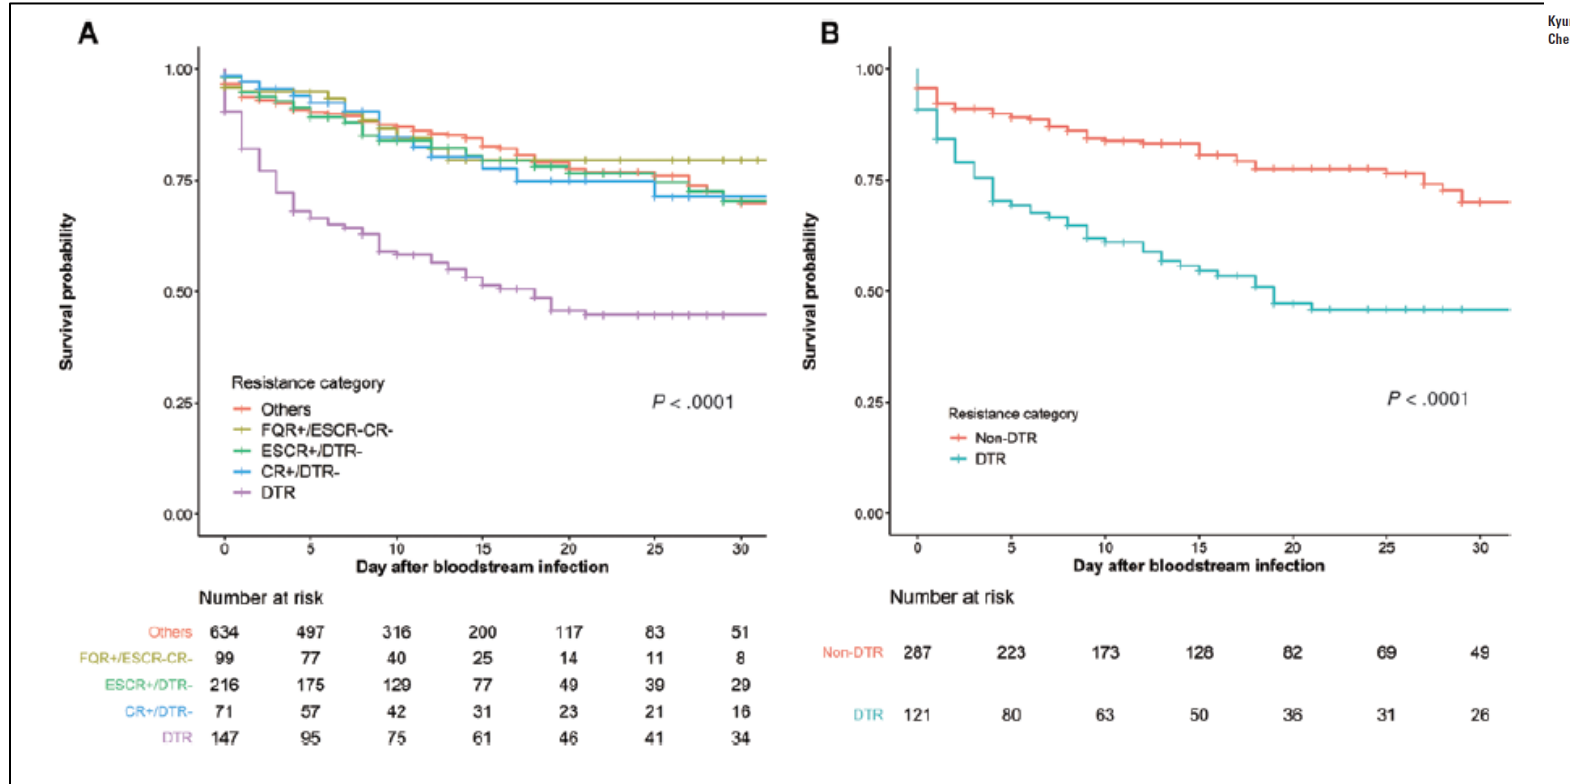 Kyu
Che
A
1.00
0.75
0.50
0.25
0.00
Survival probability
Resistance category
Others
FQR+/ESCR-CR-
ESCR+/DTR-
CR+/DTR-
DTR
P < .0001
0 5 10 15 20 25 30
Day after bloodstream infection
Number at risk
Others 634 497 316 200 117 83 51
FQR+/ESCR-CR- 99 77 40 25 14 11 8
ESCR+/DTR- 216 175 129 77 49 39 29
CR+/DTR- 71 57 42 31 23 21 16
DTR 147 95 75 61 46 41 34
B
1.00
0.75
0.50
0.25
0.00
Survival probability
Resistance category
Non-DTR
DTR
P < .0001
0 5 10 15 20 25 30
Day after bloodstream infection
Number at risk
Non-DTR 287 223 173 128 82 69 49
DTR 121 80 63 50 36 31 26